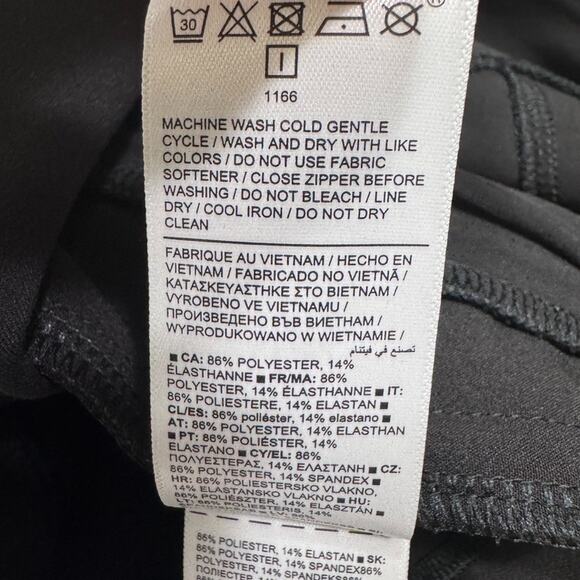 30
®
1166
MACHINE WASH COLD GENTLE
CYCLE / WASH AND DRY WITH LIKE
COLORS / DO NOT USE FABRIC
SOFTENER / CLOSE ZIPPER BEFORE
WASHING / DO NOT BLEACH / LINE
DRY / COOL IRON / DO NOT DRY
CLEAN
FABRIQUE AU VIETNAM / HECHO EN
VIETNAM / FABRICADO NO VIETNÃ /
ΚΑΤΑΣΚΕΥΑΣΤΗΚΕ ΣΤΟ ΒΙΕΤΝΑΜ /
VYROBENO VE VIETNAMU /
ПРОИЗВЕДЕНО ВЪВ ВИЕТНАМ /
WYPRODUKOWANO W WIETNAMIE /
تصنع في فيتنام
■ CA: 86% POLYESTER, 14%
ÉLASTHANNE ■ FR/MA: 86%
POLYESTER, 14% ÉLASTHANNE ■ IT:
86% POLIESTERE, 14% ELASTAN ■
CL/ES: 86% poliéster, 14% elastano ■
AT: 86% POLYESTER, 14% ELASTHAN
■ PT: 86% POLIÉSTER, 14%
ELASTANO ■ CY/EL: 86%
ΠΟΛΥΕΣΤΕΡΑΣ, 14% ΕΛΑΣΤΑΝΗ ■ CZ:
86% POLYESTER, 14% SPANDEX ■
HR: 86% POLIESTERSKO VLAKNO,
14% ELASTANSKO VLAKNO ■ HU:
86% POLIÉSZTER, 14% ELASZTÁN ■
LT: 86% POLIESTERIS, 14%
86% POLIESTER, 14% ELASTAN ■ SK:
86% POLYESTER, 14% SPANDEX86%